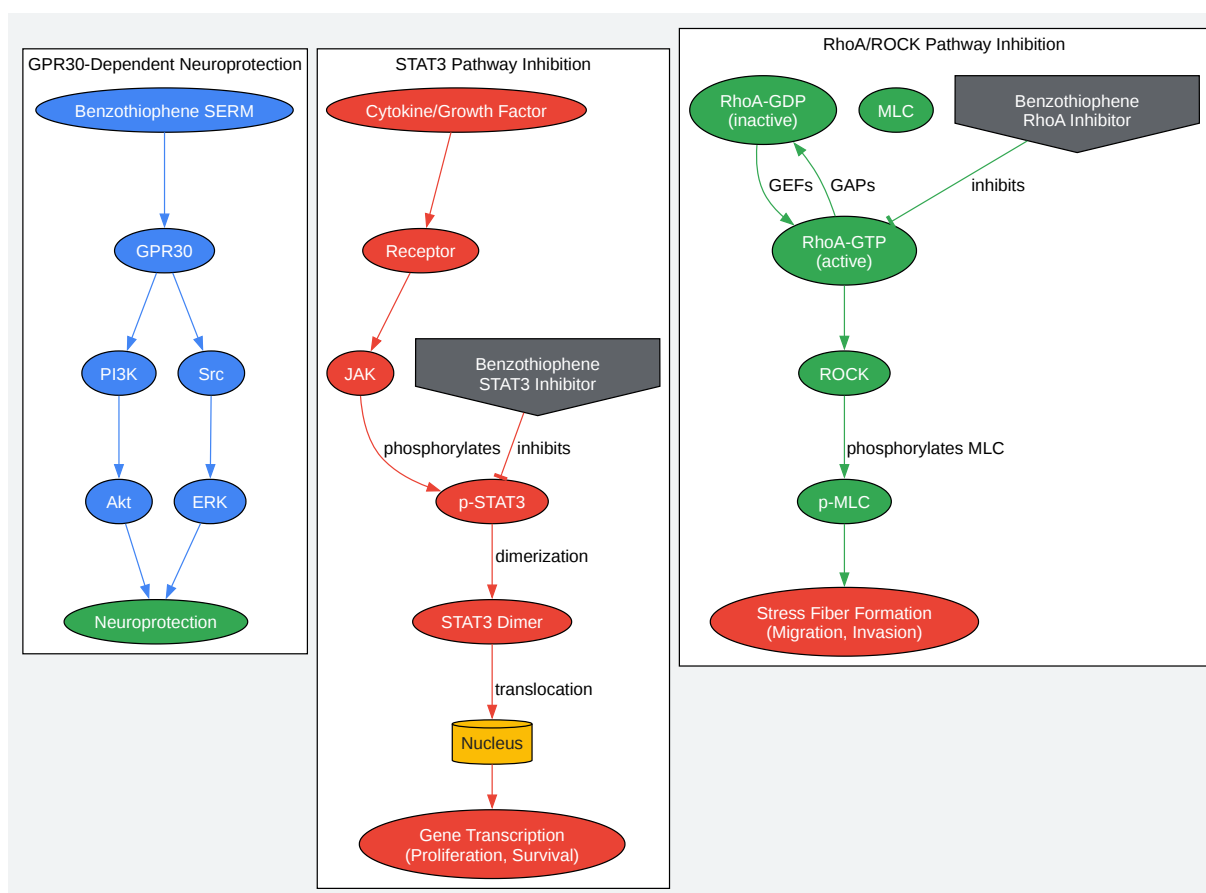 GPR30-Dependent Neuroprotection
Benzothiophene SERM
GPR30
PI3K
Src
Akt
ERK
Neuroprotection
STAT3 Pathway Inhibition
Cytokine/Growth Factor
Receptor
JAK
Benzothiophene
STAT3 Inhibitor
phosphorylates
inhibits
p-STAT3
dimerization
STAT3 Dimer
translocation
Nucleus
Gene Transcription
(Proliferation, Survival)
RhoA/ROCK Pathway Inhibition
RhoA-GDP
(inactive)
MLC
Benzothiophene
RhoA Inhibitor
GEFs
GAPs
inhibits
RhoA-GTP
(active)
ROCK
phosphorylates MLC
p-MLC
Stress Fiber Formation
(Migration, Invasion)